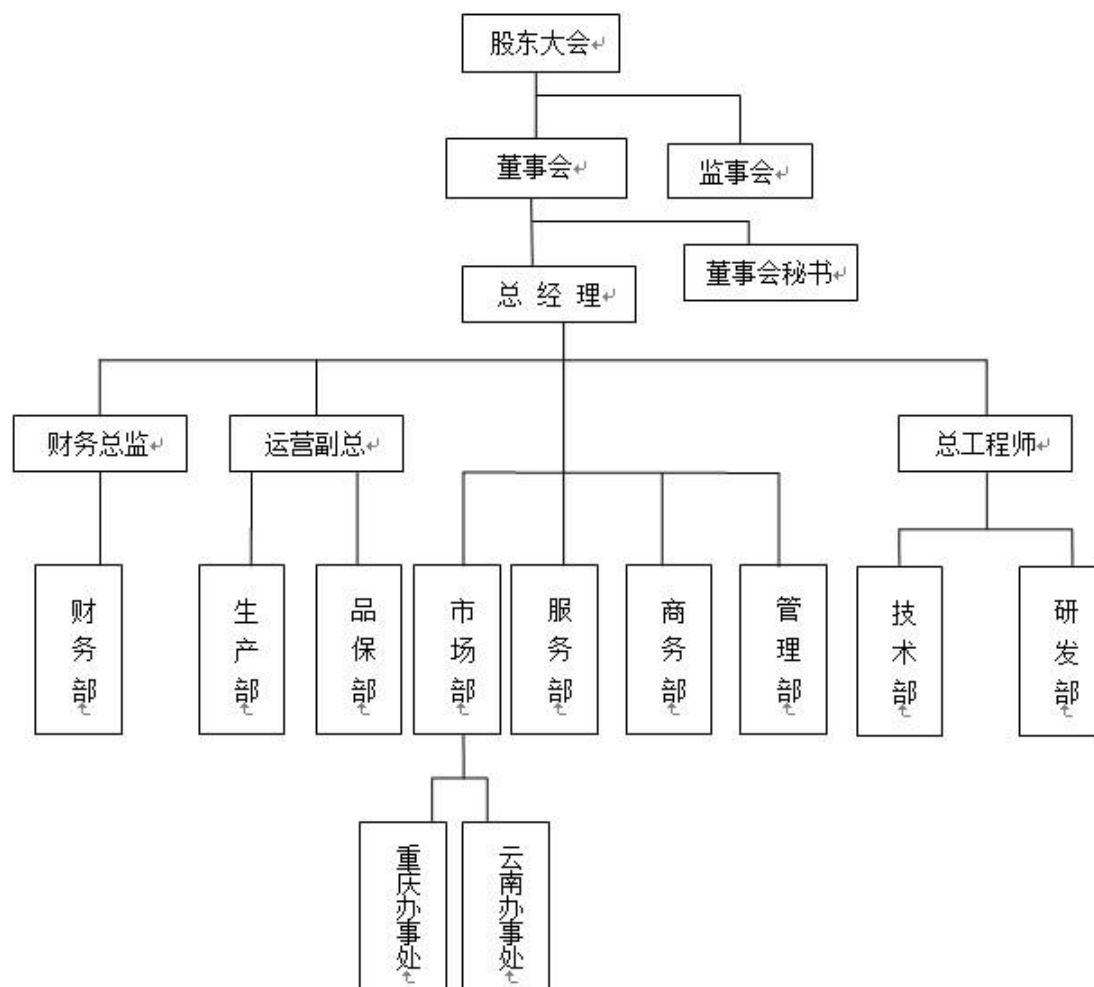 股东大会
董事会
监事会
董事会秘书
总 经 理
财务总监
运营副总
总工程师
财务部
生产部
品保部
市场部
服务部
商务部
管理部
技术部
研发部
重庆办事处
云南办事处